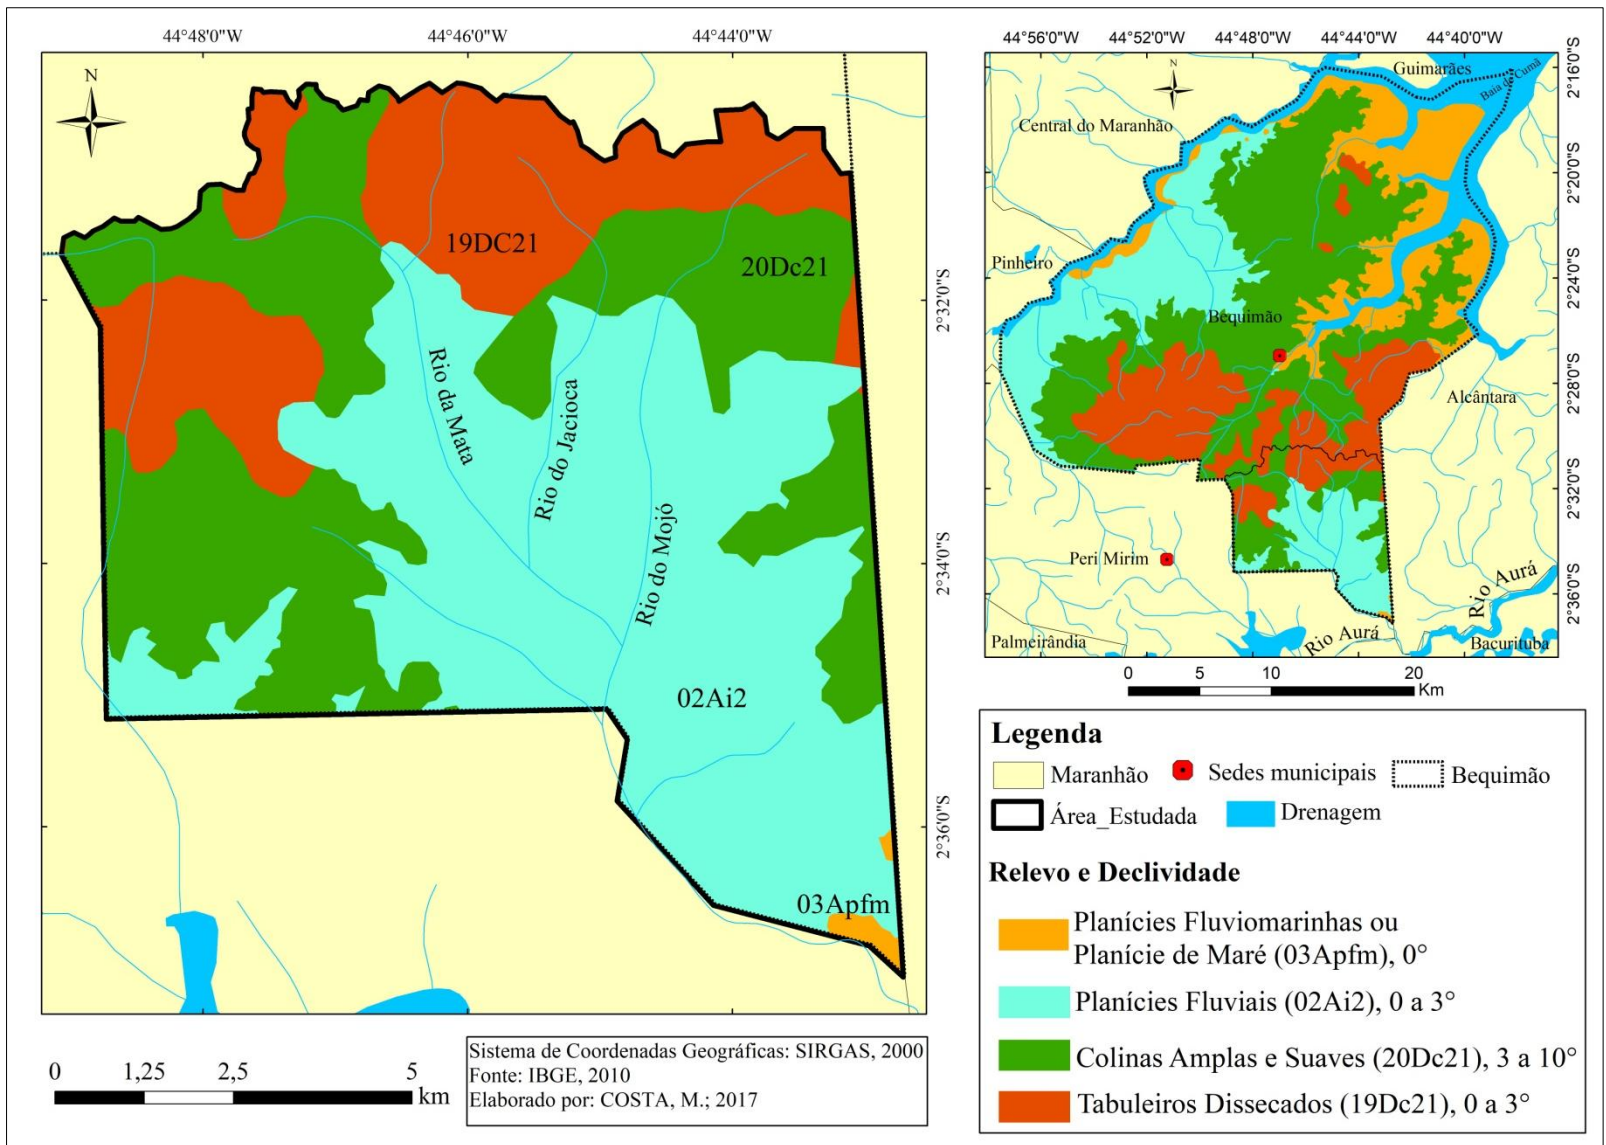 44°48'0"W
44°46'0"W
44°44'0"W
N
19DC21
20Dc21
2°32'0"S
Rio da Mata
Rio do Jacioca
Rio do Mojó
2°34'0"S
02Ai2
2°36'0"S
03Apfm
0 1,25 2,5 5
km
Sistema de Coordenadas Geográficas: SIRGAS, 2000
Fonte: IBGE, 2010
Elaborado por: COSTA, M.; 2017
44°56'0"W
44°52'0"W
44°48'0"W
44°44'0"W
44°40'0"W
N
Guimarães
Baia de Cumã
2°16'0"S
Central do Maranhão
2°20'0"S
Pinheiro
2°24'0"S
Bequimão
2°28'0"S
Alcântara
2°32'0"S
Peri Mirim
Rio Aurá
2°36'0"S
Palmeirândia
Rio Aurá
Bacurituba
0 5 10 20
Km
Legenda
Maranhão Sedes municipais Bequimão
Área_Estudada Drenagem
Relevo e Declividade
Planícies Fluviomarinhas ou
Planície de Maré (03Apfm), 0°
Planícies Fluviais (02Ai2), 0 a 3°
Colinas Amplas e Suaves (20Dc21), 3 a 10°
Tabuleiros Dissecados (19Dc21), 0 a 3°